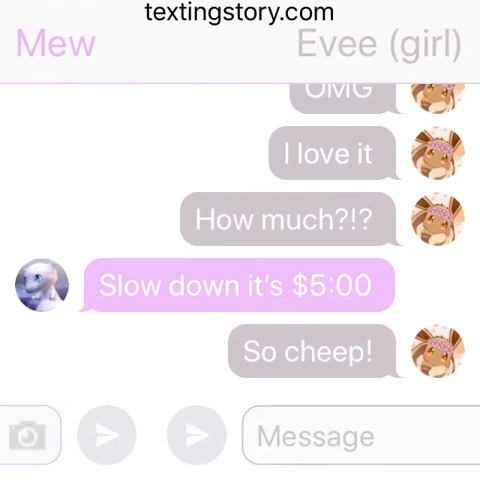 textingstory.com
Mew
Evee (girl)
OMG
I love it
How much?!?
Slow down it's $5:00
So cheep!
Message